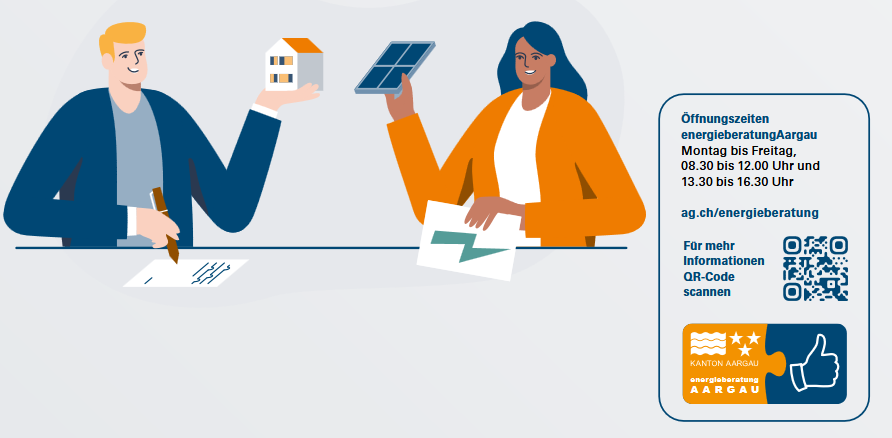 Öffnungszeiten
energieberatungAargau
Montag bis Freitag,
08.30 bis 12.00 Uhr und
13.30 bis 16.30 Uhr
ag.ch/energieberatung
Für mehr
Informationen
QR-Code
scannen
KANTON AARGAU
energieberatung
AARGAU